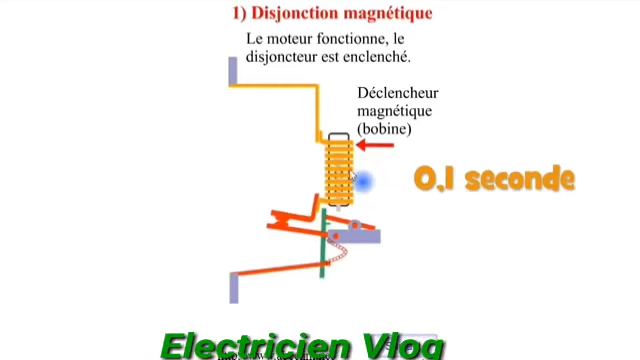 1) Disjonction magnétique
Le moteur fonctionne, le
disjoncteur est enclenché.
Déclencheur
magnétique
(bobine)
0,1 seconde
Electricien Vlog